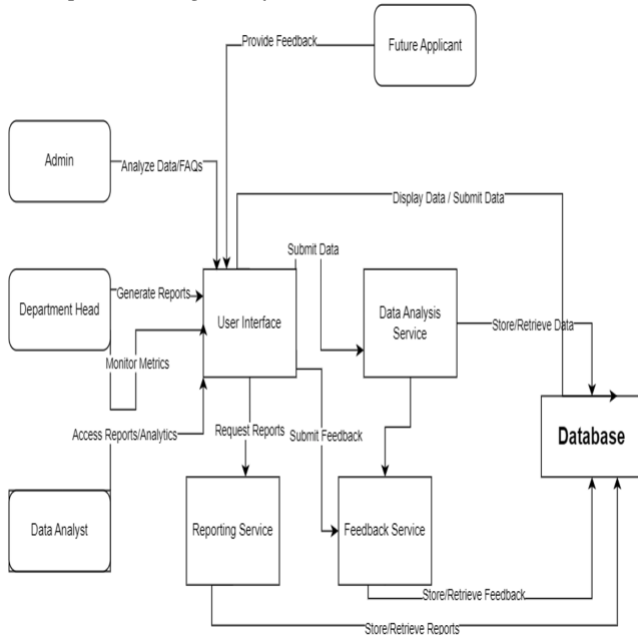 Provide Feedback
Future Applicant
Admin
Analyze Data/FAQs
Display Data / Submit Data
Submit Data
Department Head
Generate Reports
User Interface
Data Analysis
Service
Store/Retrieve Data
Monitor Metrics
Access Reports/Analytics
Request Reports
Submit Feedback
Database
Data Analyst
Reporting Service
Feedback Service
Store/Retrieve Feedback
Store/Retrieve Reports